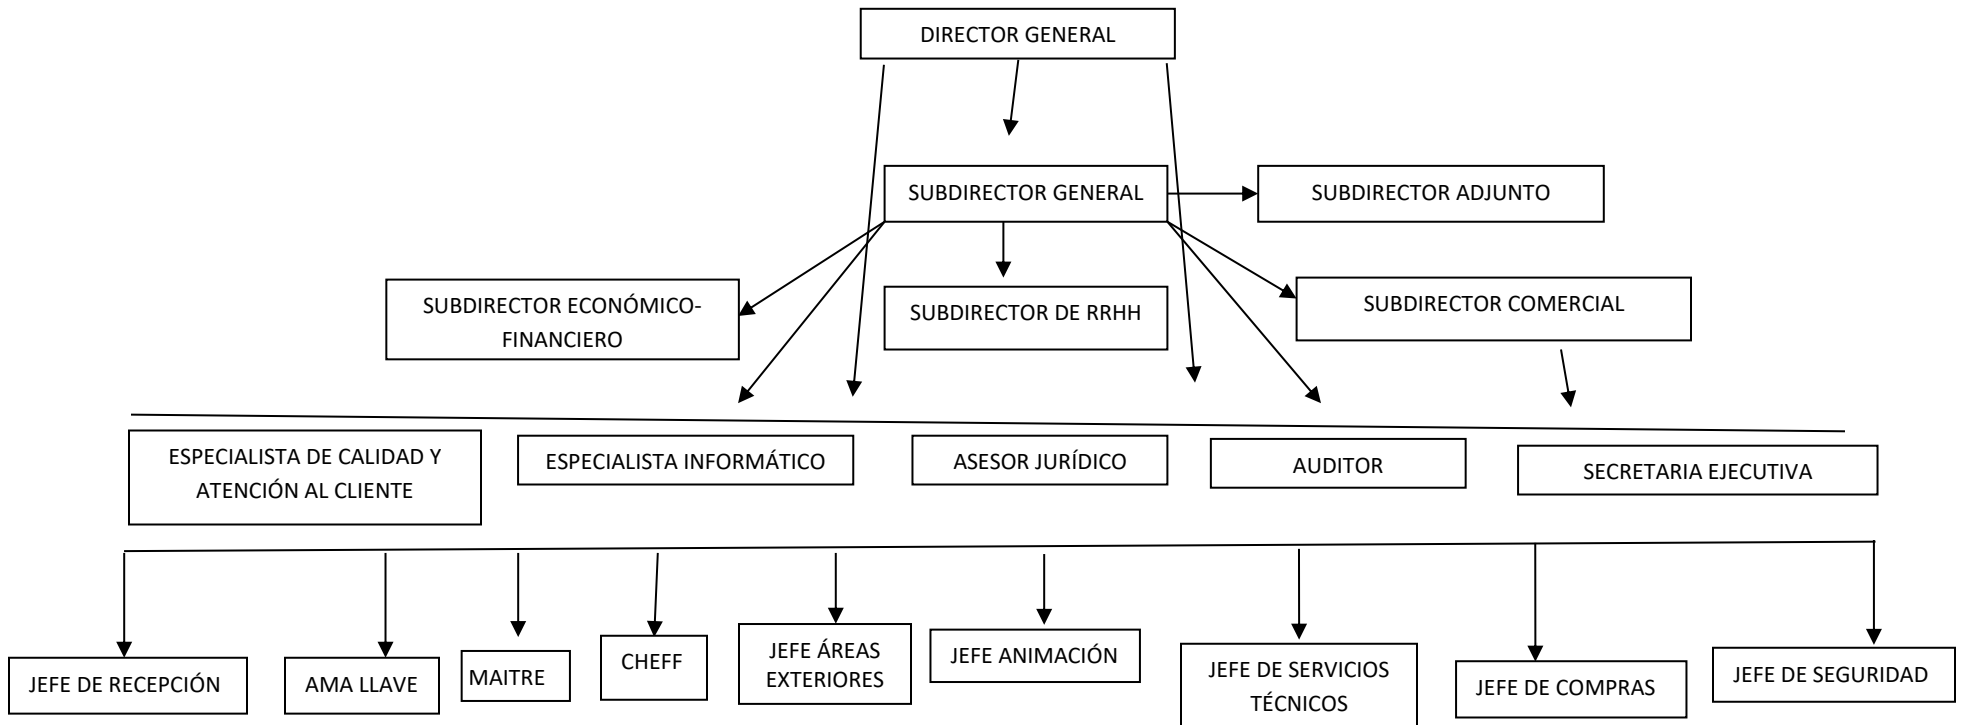 DIRECTOR GENERAL
SUBDIRECTOR GENERAL
SUBDIRECTOR ADJUNTO
SUBDIRECTOR ECONÓMICO-
FINANCIERO
SUBDIRECTOR DE RRHH
SUBDIRECTOR COMERCIAL
ESPECIALISTA DE CALIDAD Y
ATENCIÓN AL CLIENTE
ESPECIALISTA INFORMÁTICO
ASESOR JURÍDICO
AUDITOR
SECRETARIA EJECUTIVA
JEFE DE RECEPCIÓN
AMA LLAVE
MAITRE
CHEFF
JEFE ÁREAS
EXTERIORES
JEFE ANIMACIÓN
JEFE DE SERVICIOS
TÉCNICOS
JEFE DE COMPRAS
JEFE DE SEGURIDAD